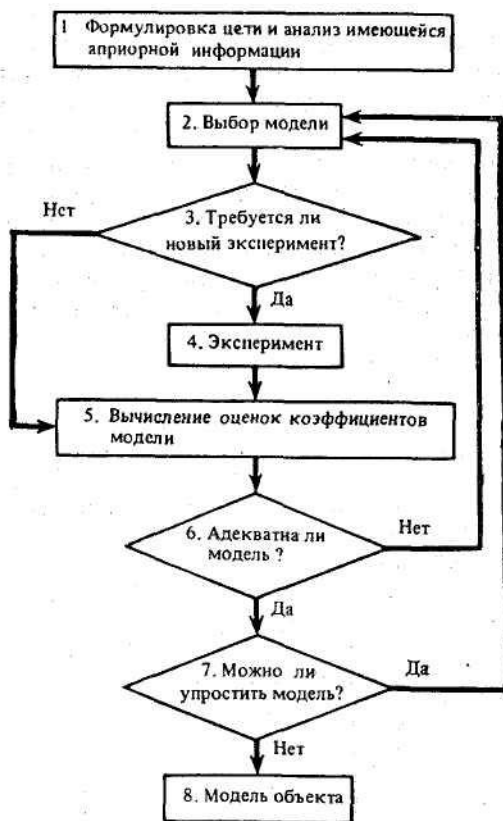 1 Формулировка цети и анализ имеющейся
априорной информации
2. Выбор модели
Нет
3. Требуется ли
новый эксперимент?
Да
4. Эксперимент
5. Вычисление оценок коэффициентов
модели
6. Адекватна ли
модель ?
Нет
Да
7. Можно ли
упростить модель?
Да
Нет
8. Модель объекта